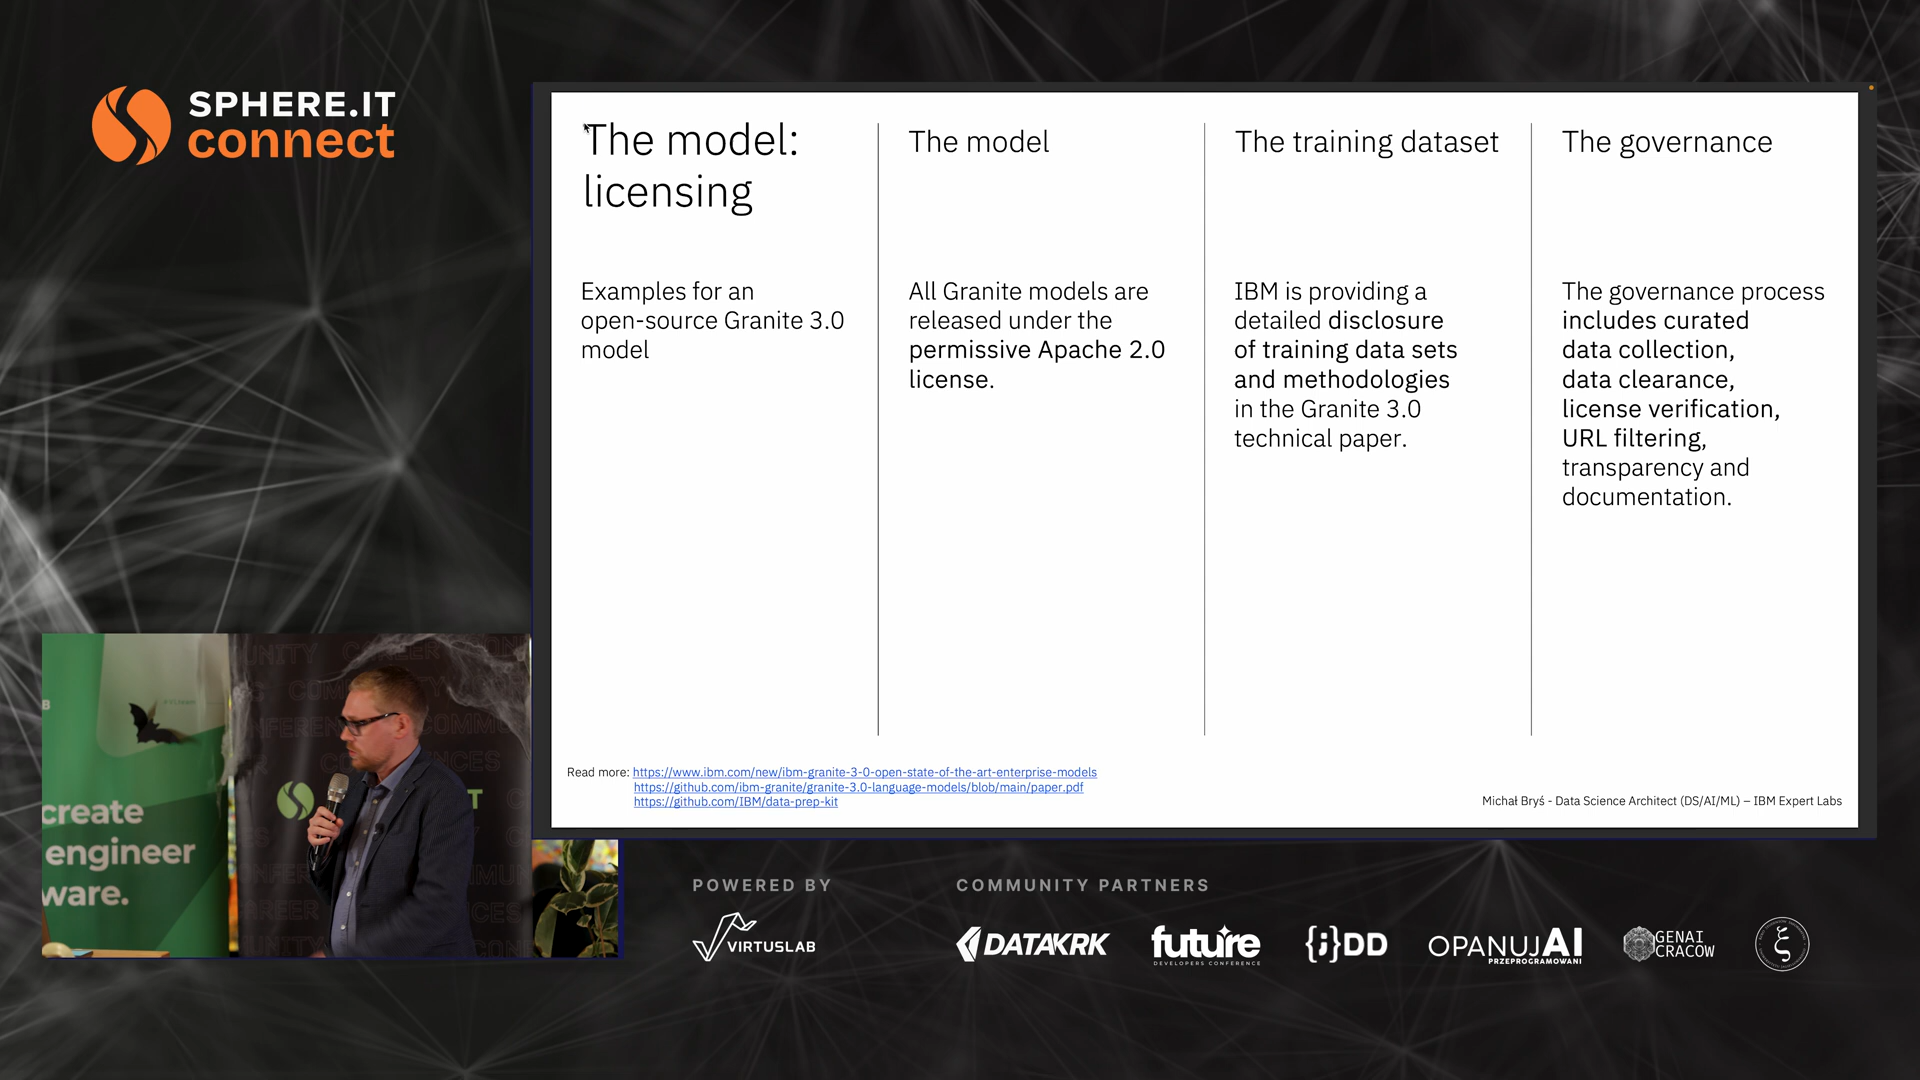 SPHERE.IT
connect
The model:
licensing
Examples for an
open-source Granite 3.0
model
The model
All Granite models are
released under the
permissive Apache 2.0
license.
The training dataset
IBM is providing a
detailed disclosure
of training data sets
and methodologies
in the Granite 3.0
technical paper.
The governance
The governance process
includes curated
data collection,
data clearance,
license verification,
URL filtering,
transparency and
documentation.
Read more: https://www.ibm.com/new/ibm-granite-3-0-open-state-of-the-art-enterprise-models
https://github.com/ibm-granite/granite-3.0-language-models/blob/main/paper.pdf
https://github.com/IBM/data-prep-kit
Michał Bryś - Data Science Architect (DS/AI/ML) – IBM Expert Labs
create
engineer
ware.
POWERED BY
VIRTUSLAB
COMMUNITY PARTNERS
DATAKRK
future
DEVELOPERS CONFERENCE
{;}DD
OPANUJAI
PRZEPROGRAMOWANI
GENAI
CRACOW